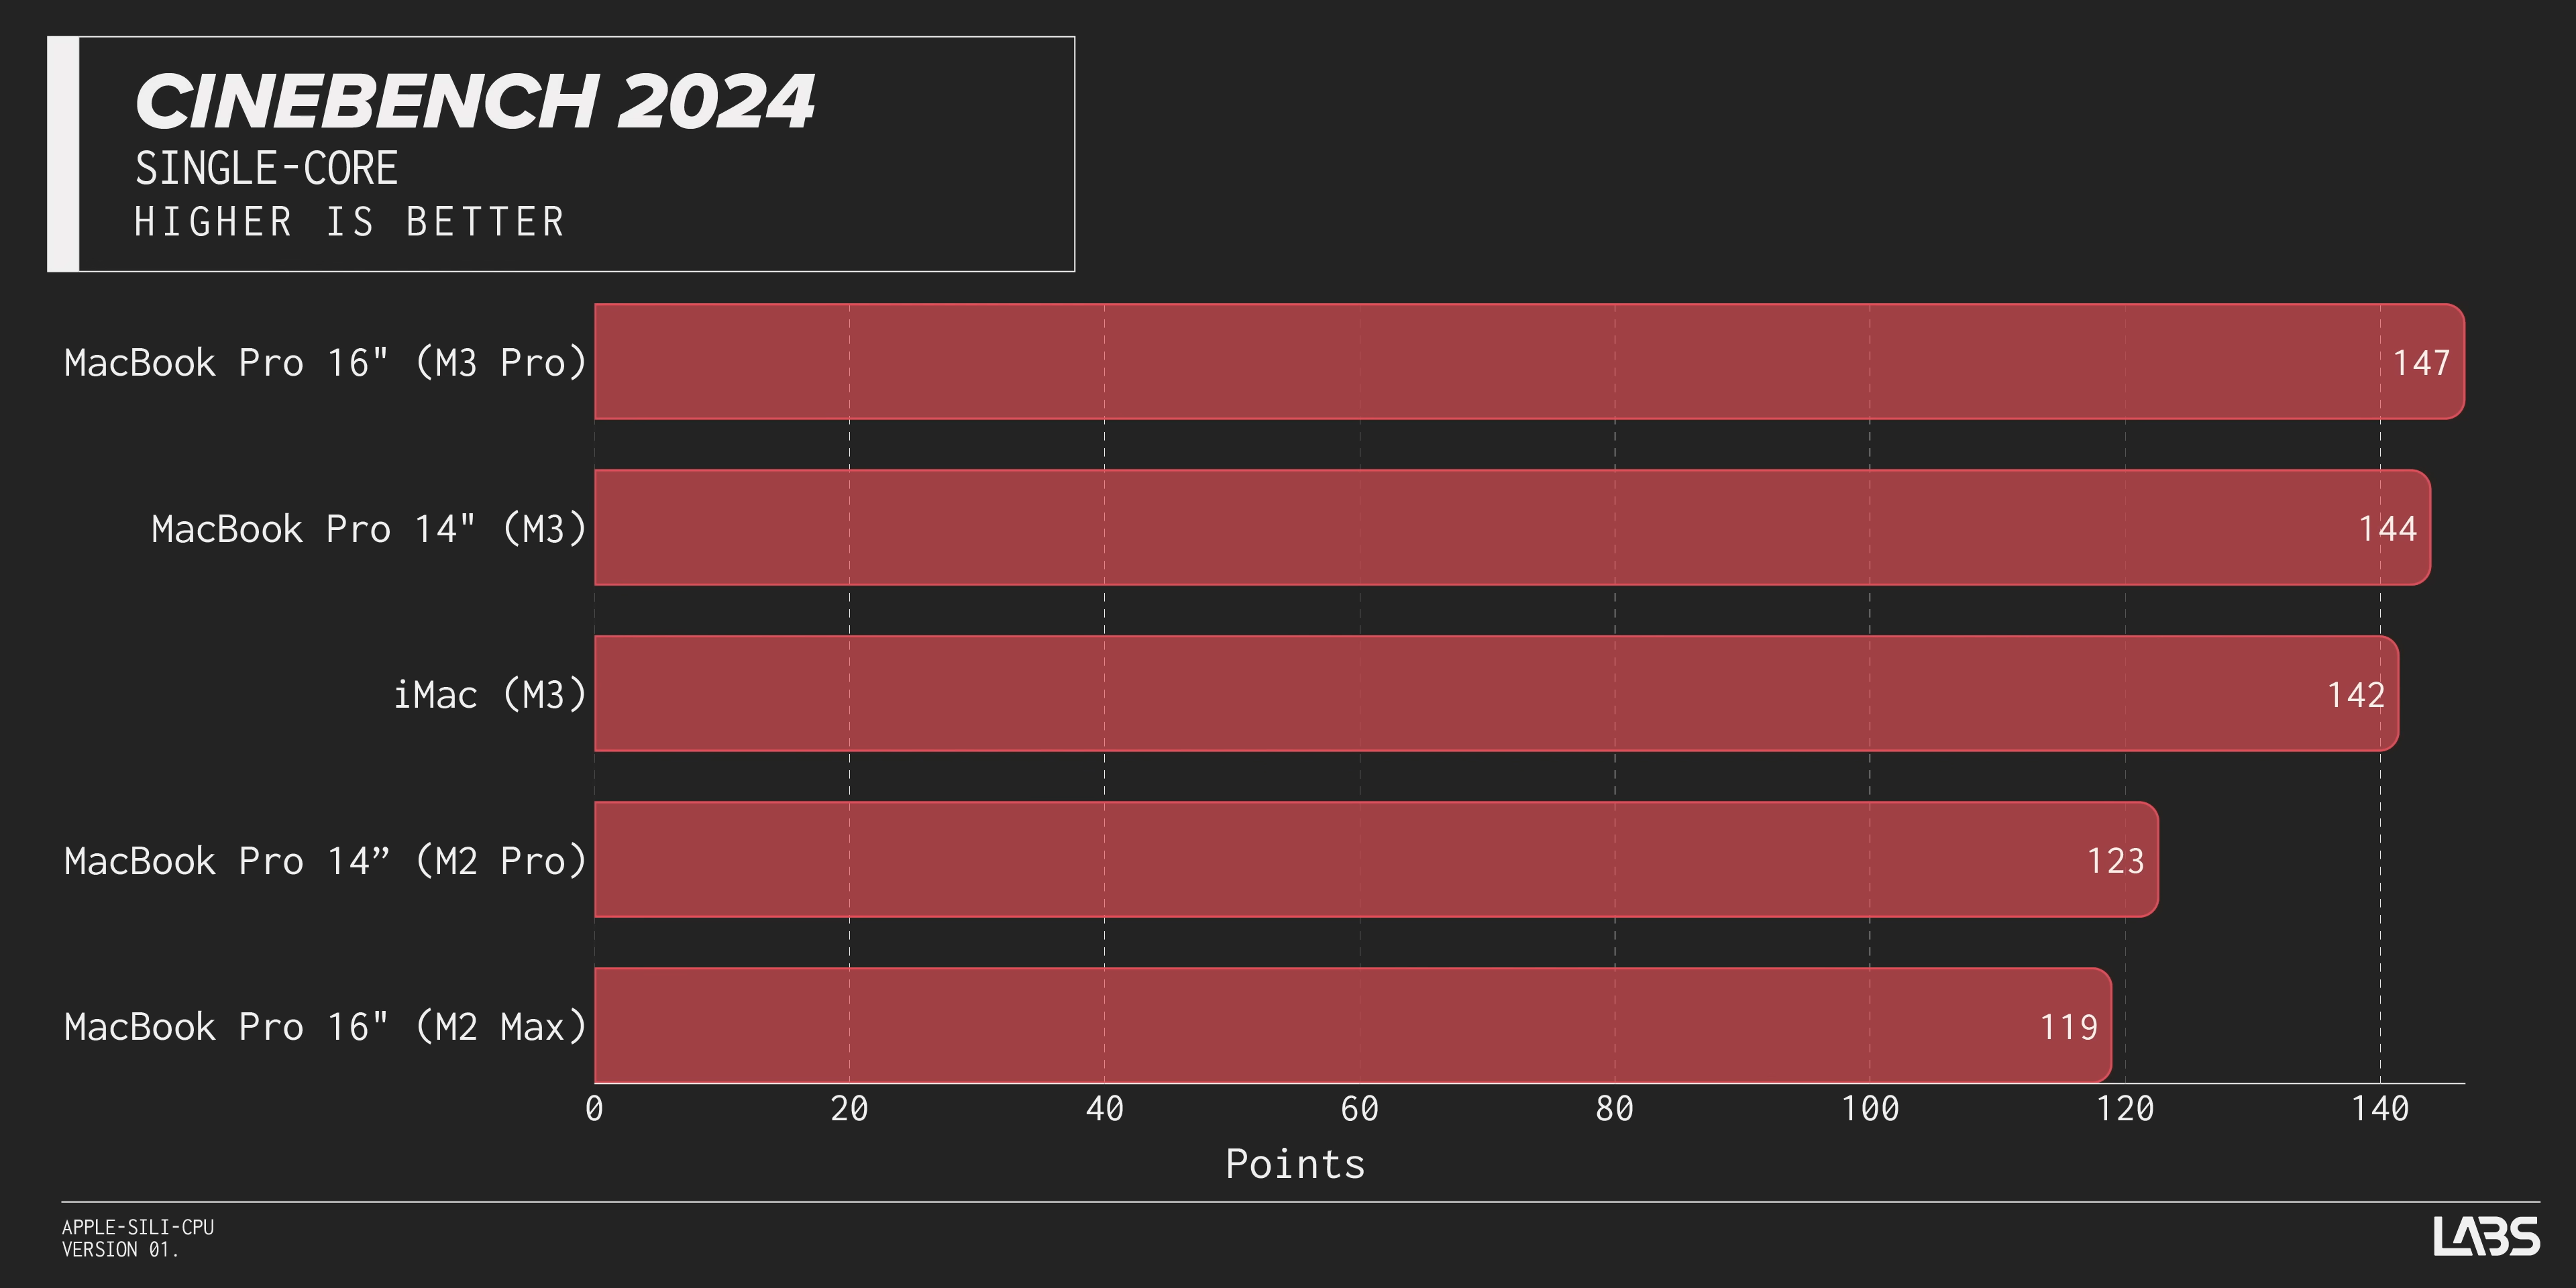 CINEBENCH 2024
SINGLE-CORE
HIGHER IS BETTER
MacBook Pro 16" (M3 Pro) 147
MacBook Pro 14" (M3) 144
iMac (M3) 142
MacBook Pro 14” (M2 Pro) 123
MacBook Pro 16" (M2 Max) 119
0 20 40 60 80 100 120 140
Points
APPLE-SILI-CPU
VERSION 01.
LABS